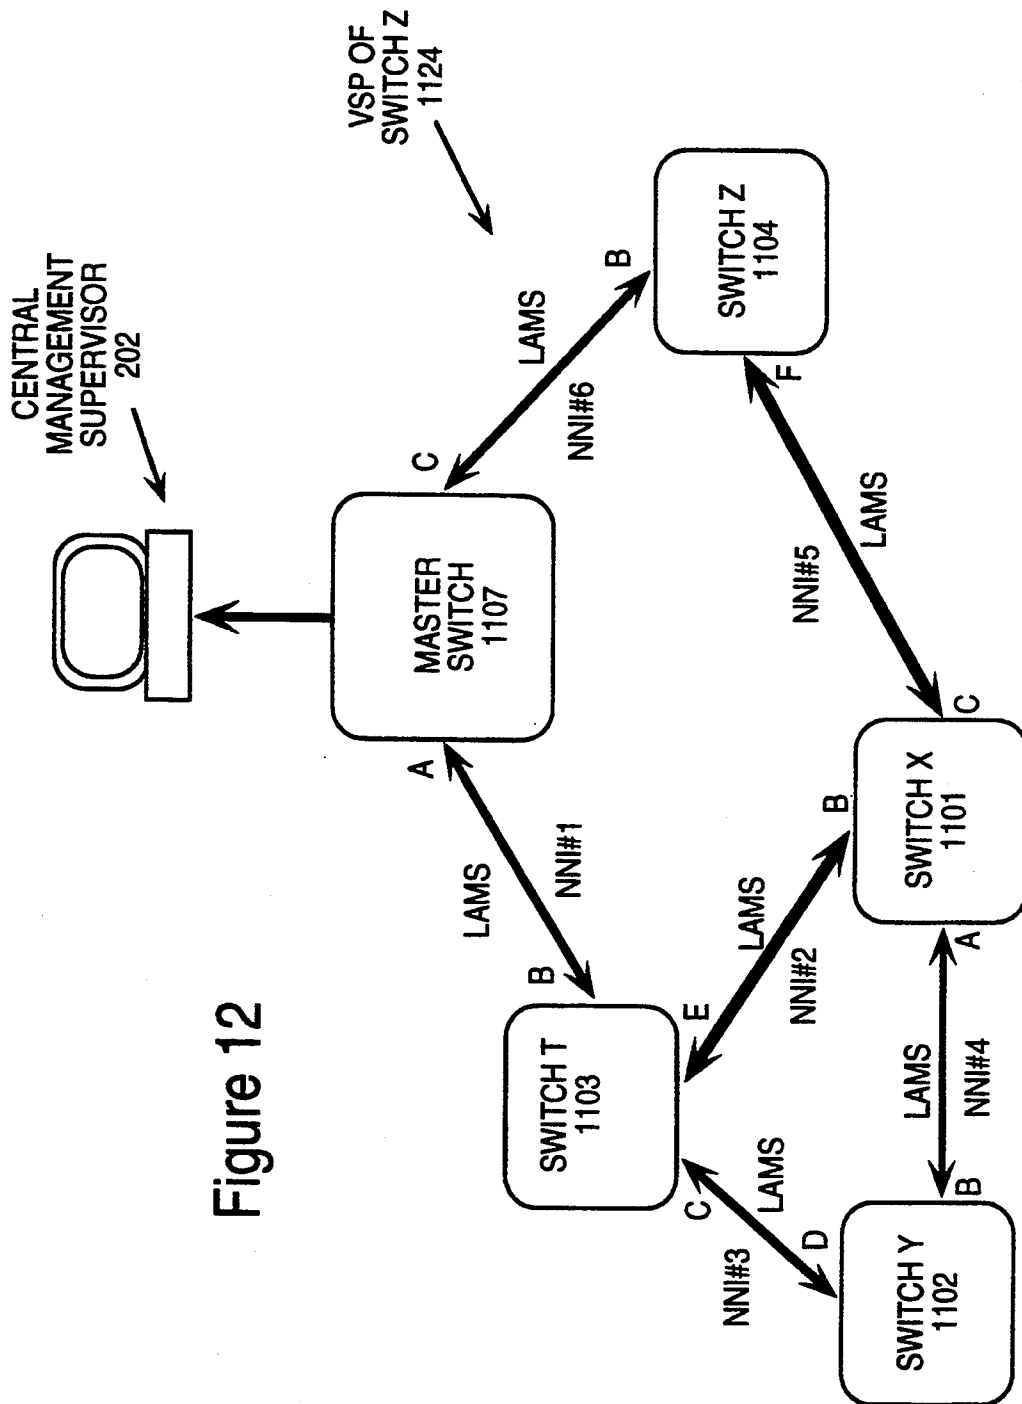 Figure 12
CENTRAL
MANAGEMENT
SUPERVISOR
202
VSP OF
SWITCH Z
1124
MASTER
SWITCH
1107
A
C
LAMS
NNI#1
LAMS
NNI#6
B
SWITCH T
1103
C
E
B
SWITCH Z
1104
F
NNI#3
LAMS
D
LAMS
NNI#2
B
NNI#5
LAMS
C
SWITCH Y
1102
B
LAMS
NNI#4
A
SWITCH X
1101